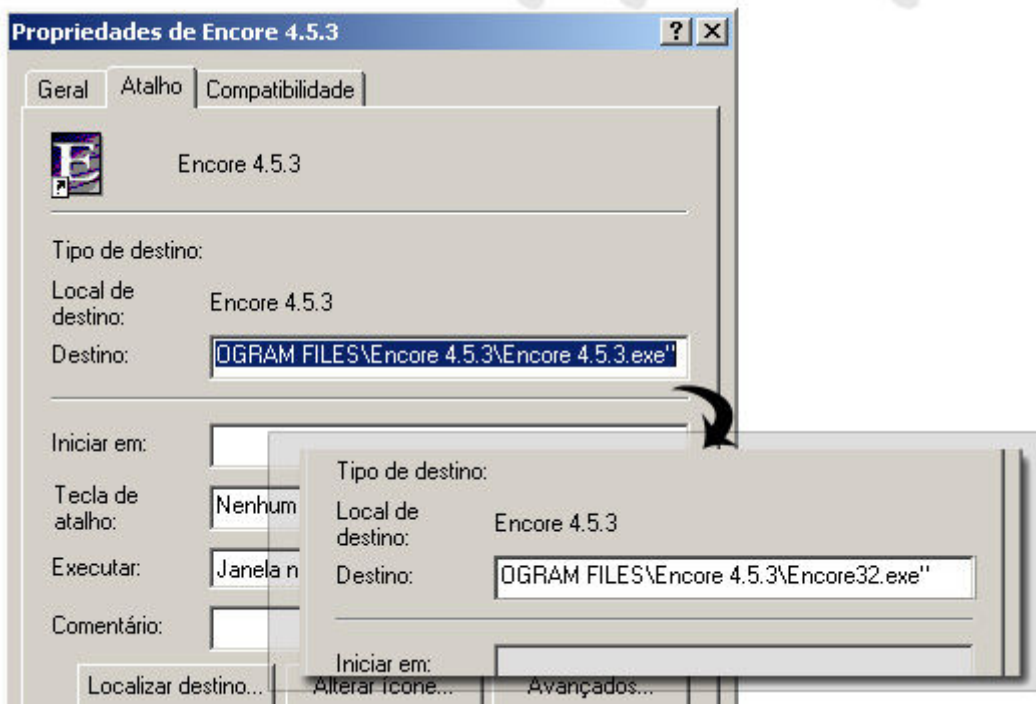 Propriedades de Encore 4.5.3
Geral Atalho Compatibilidade
Encore 4.5.3
Tipo de destino:
Local de
destino:
Encore 4.5.3
Destino:
OGRAM FILES\Encore 4.5.3\Encore 4.5.3.exe"
Iniciar em:
Tecla de
atalho:
Nenhum
Executar:
Janela n
Comentário:
Localizar destino... Alterar ícone... Avançados...
Tipo de destino:
Local de
destino:
Encore 4.5.3
Destino:
OGRAM FILES\Encore 4.5.3\Encore32.exe"
Iniciar em: